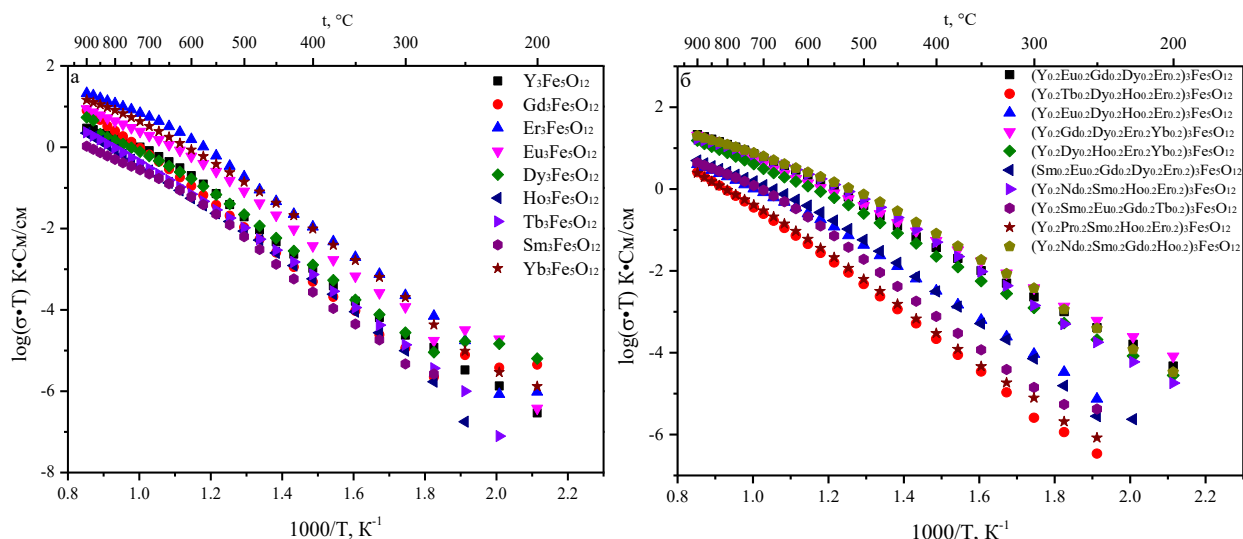 t, °C
900 800 700 600 500 400 300 200
а
2
0
-2
-4
-6
-8
log(σ•T) К•См/см
0.8 1.0 1.2 1.4 1.6 1.8 2.0 2.2
1000/T, K⁻¹
Y₃Fe₅O₁₂
Gd₃Fe₅O₁₂
Er₃Fe₅O₁₂
Eu₃Fe₅O₁₂
Dy₃Fe₅O₁₂
Ho₃Fe₅O₁₂
Tb₃Fe₅O₁₂
Sm₃Fe₅O₁₂
Yb₃Fe₅O₁₂
t, °C
900 800 700 600 500 400 300 200
б
2
0
-2
-4
-6
log(σ•T) К•См/см
0.8 1.0 1.2 1.4 1.6 1.8 2.0 2.2
1000/T, K⁻¹
(Y₀.₂Eu₀.₂Gd₀.₂Dy₀.₂Er₀.₂)₃Fe₅O₁₂
(Y₀.₂Tb₀.₂Dy₀.₂Ho₀.₂Er₀.₂)₃Fe₅O₁₂
(Y₀.₂Eu₀.₂Dy₀.₂Ho₀.₂Er₀.₂)₃Fe₅O₁₂
(Y₀.₂Gd₀.₂Dy₀.₂Er₀.₂Yb₀.₂)₃Fe₅O₁₂
(Y₀.₂Dy₀.₂Ho₀.₂Er₀.₂Yb₀.₂)₃Fe₅O₁₂
(Sm₀.₂Eu₀.₂Gd₀.₂Dy₀.₂Er₀.₂)₃Fe₅O₁₂
(Y₀.₂Nd₀.₂Sm₀.₂Ho₀.₂Er₀.₂)₃Fe₅O₁₂
(Y₀.₂Sm₀.₂Eu₀.₂Gd₀.₂Tb₀.₂)₃Fe₅O₁₂
(Y₀.₂Pr₀.₂Sm₀.₂Ho₀.₂Er₀.₂)₃Fe₅O₁₂
(Y₀.₂Nd₀.₂Sm₀.₂Gd₀.₂Ho₀.₂)₃Fe₅O₁₂